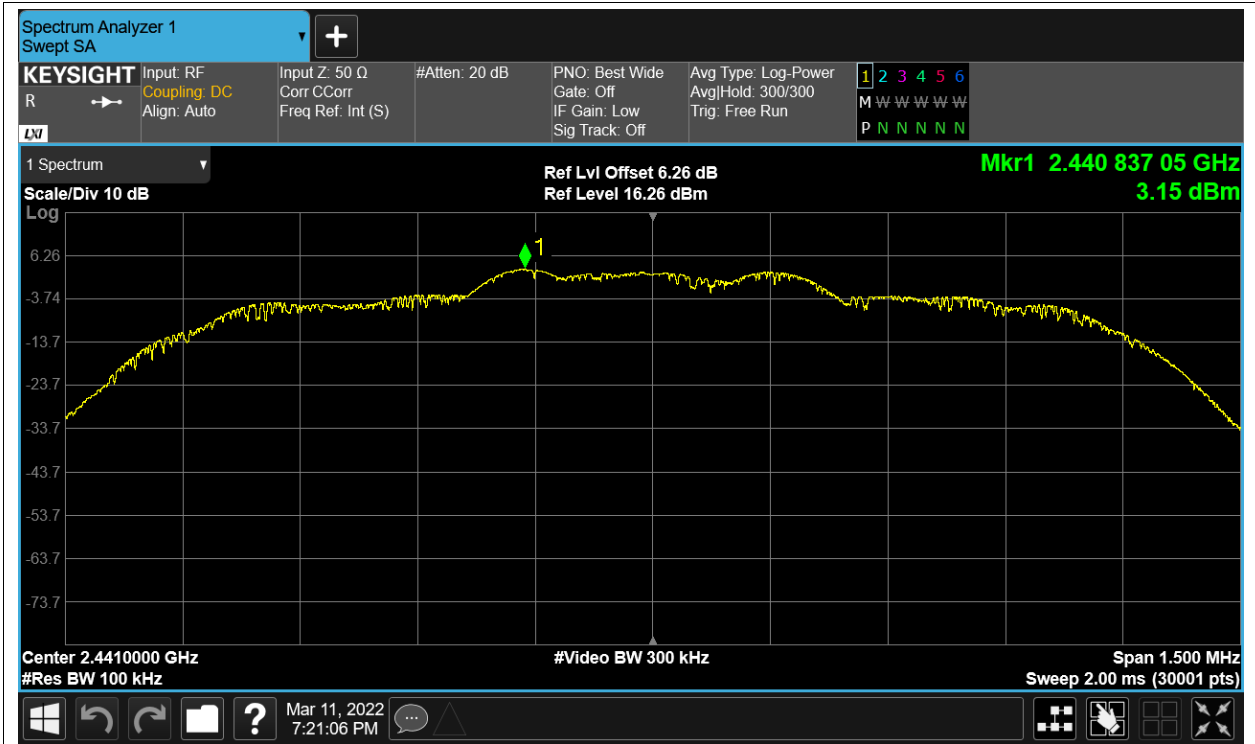 Spectrum Analyzer 1
Swept SA
KEYSIGHT
R
LXI
Input: RF
Coupling: DC
Align: Auto
Input Z: 50 Ω
Corr CCorr
Freq Ref: Int (S)
#Atten: 20 dB
PNO: Best Wide
Gate: Off
IF Gain: Low
Sig Track: Off
Avg Type: Log-Power
Avg|Hold: 300/300
Trig: Free Run
1 2 3 4 5 6
M W W W W W
P N N N N N
1 Spectrum
Scale/Div 10 dB
Log
Ref Lvl Offset 6.26 dB
Ref Level 16.26 dBm
Mkr1 2.440 837 05 GHz
3.15 dBm
1
6.26
-3.74
-13.7
-23.7
-33.7
-43.7
-53.7
-63.7
-73.7
Center 2.4410000 GHz
#Res BW 100 kHz
#Video BW 300 kHz
Span 1.500 MHz
Sweep 2.00 ms (30001 pts)
?
Mar 11, 2022
7:21:06 PM